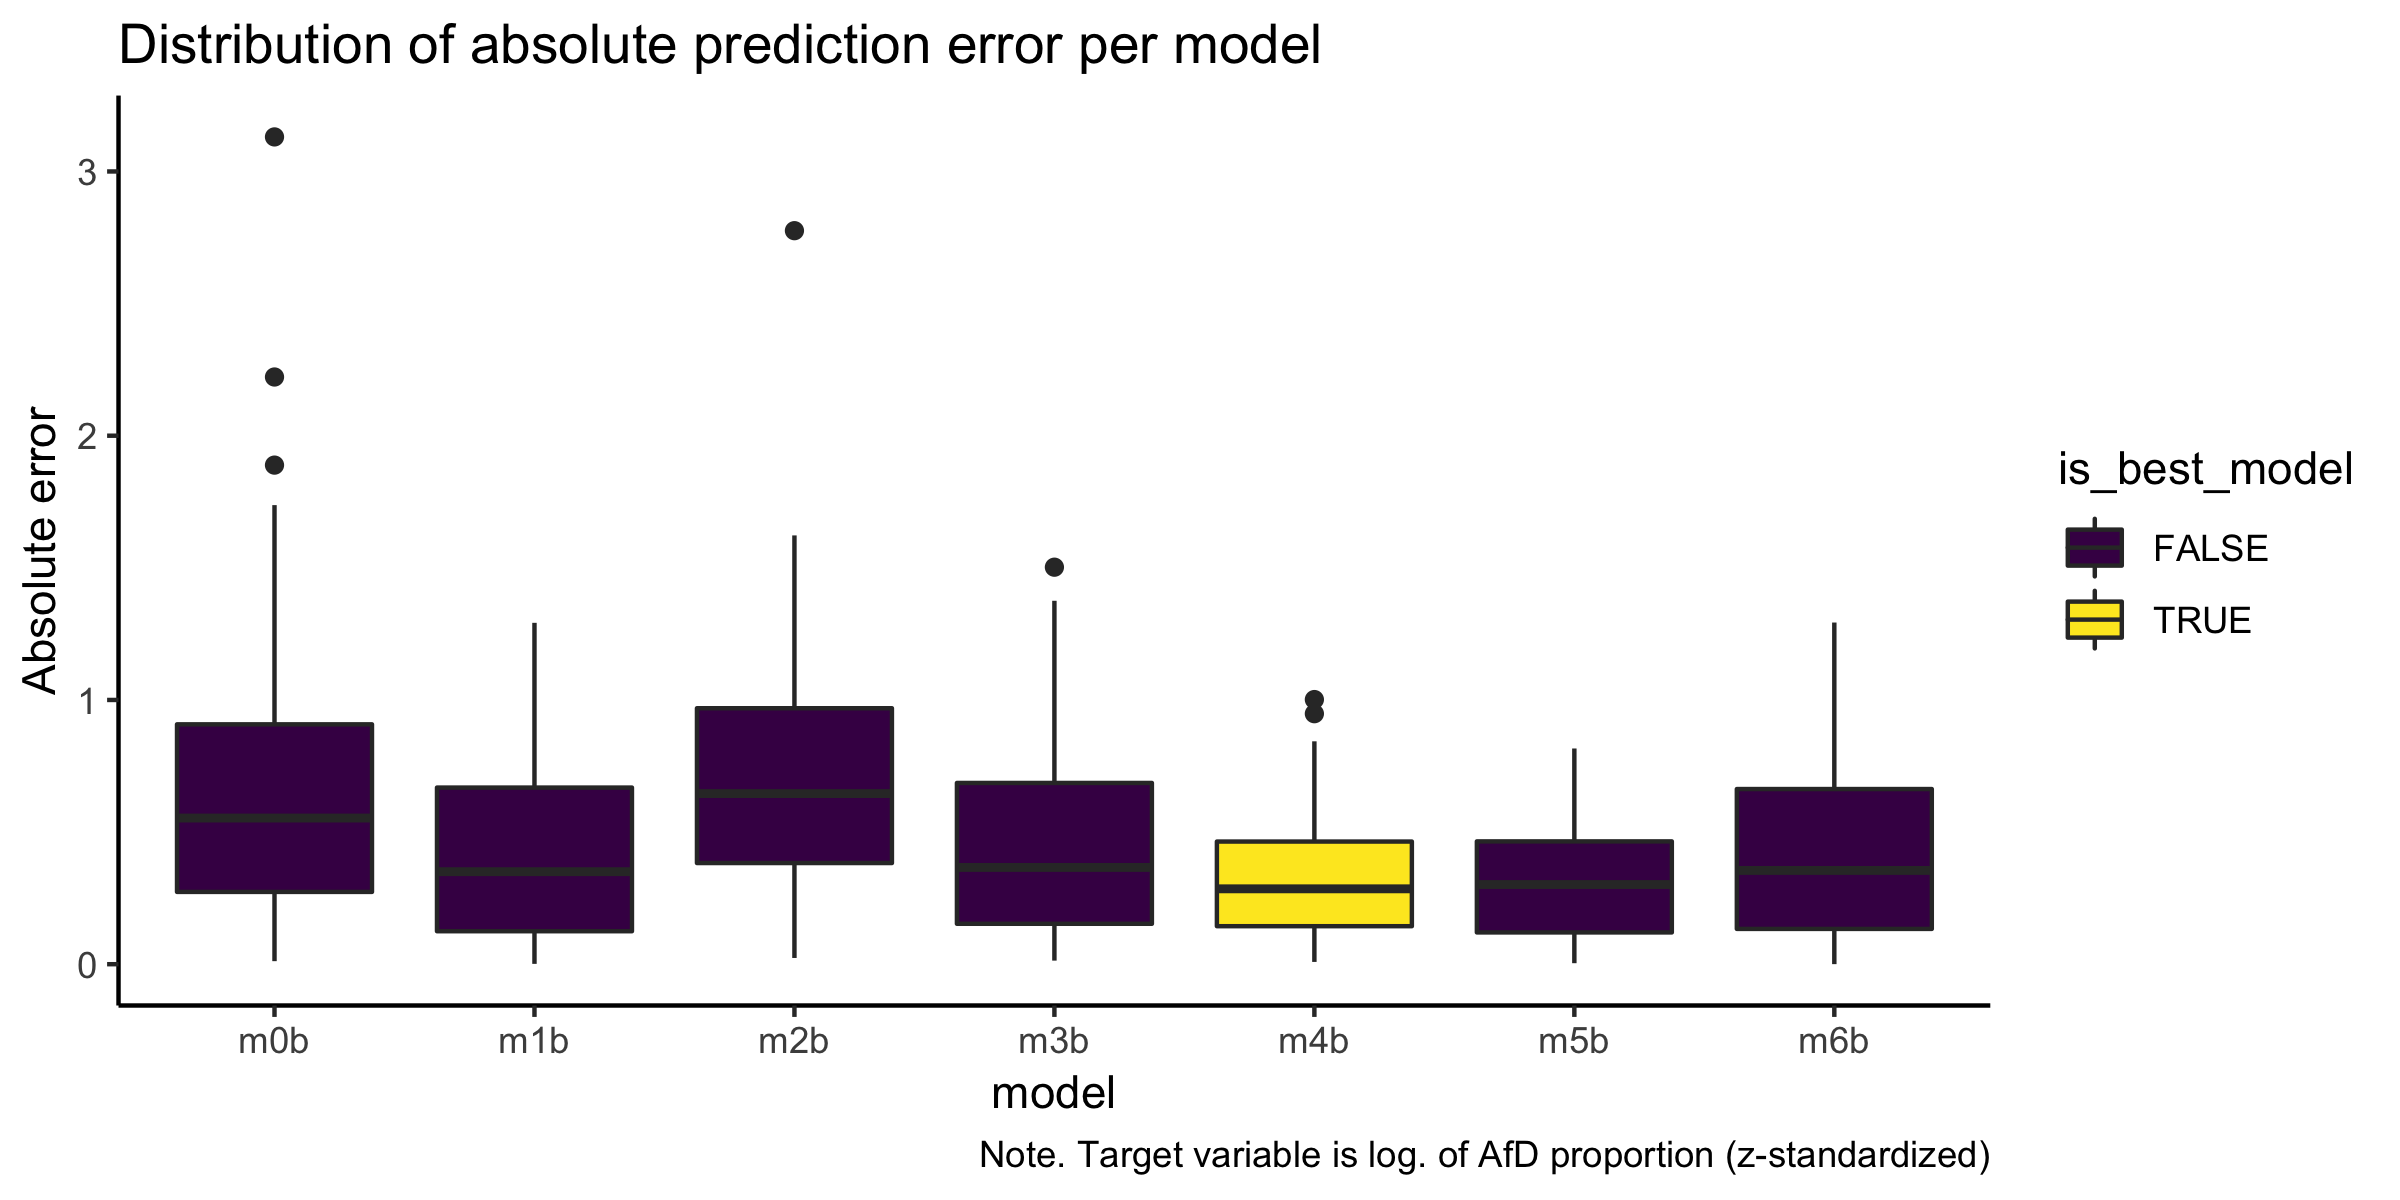 Distribution of absolute prediction error per model
Absolute error
3
2
1
0
m0b m1b m2b m3b m4b m5b m6b
model
is_best_model
FALSE
TRUE
Note. Target variable is log. of AfD proportion (z-standardized)